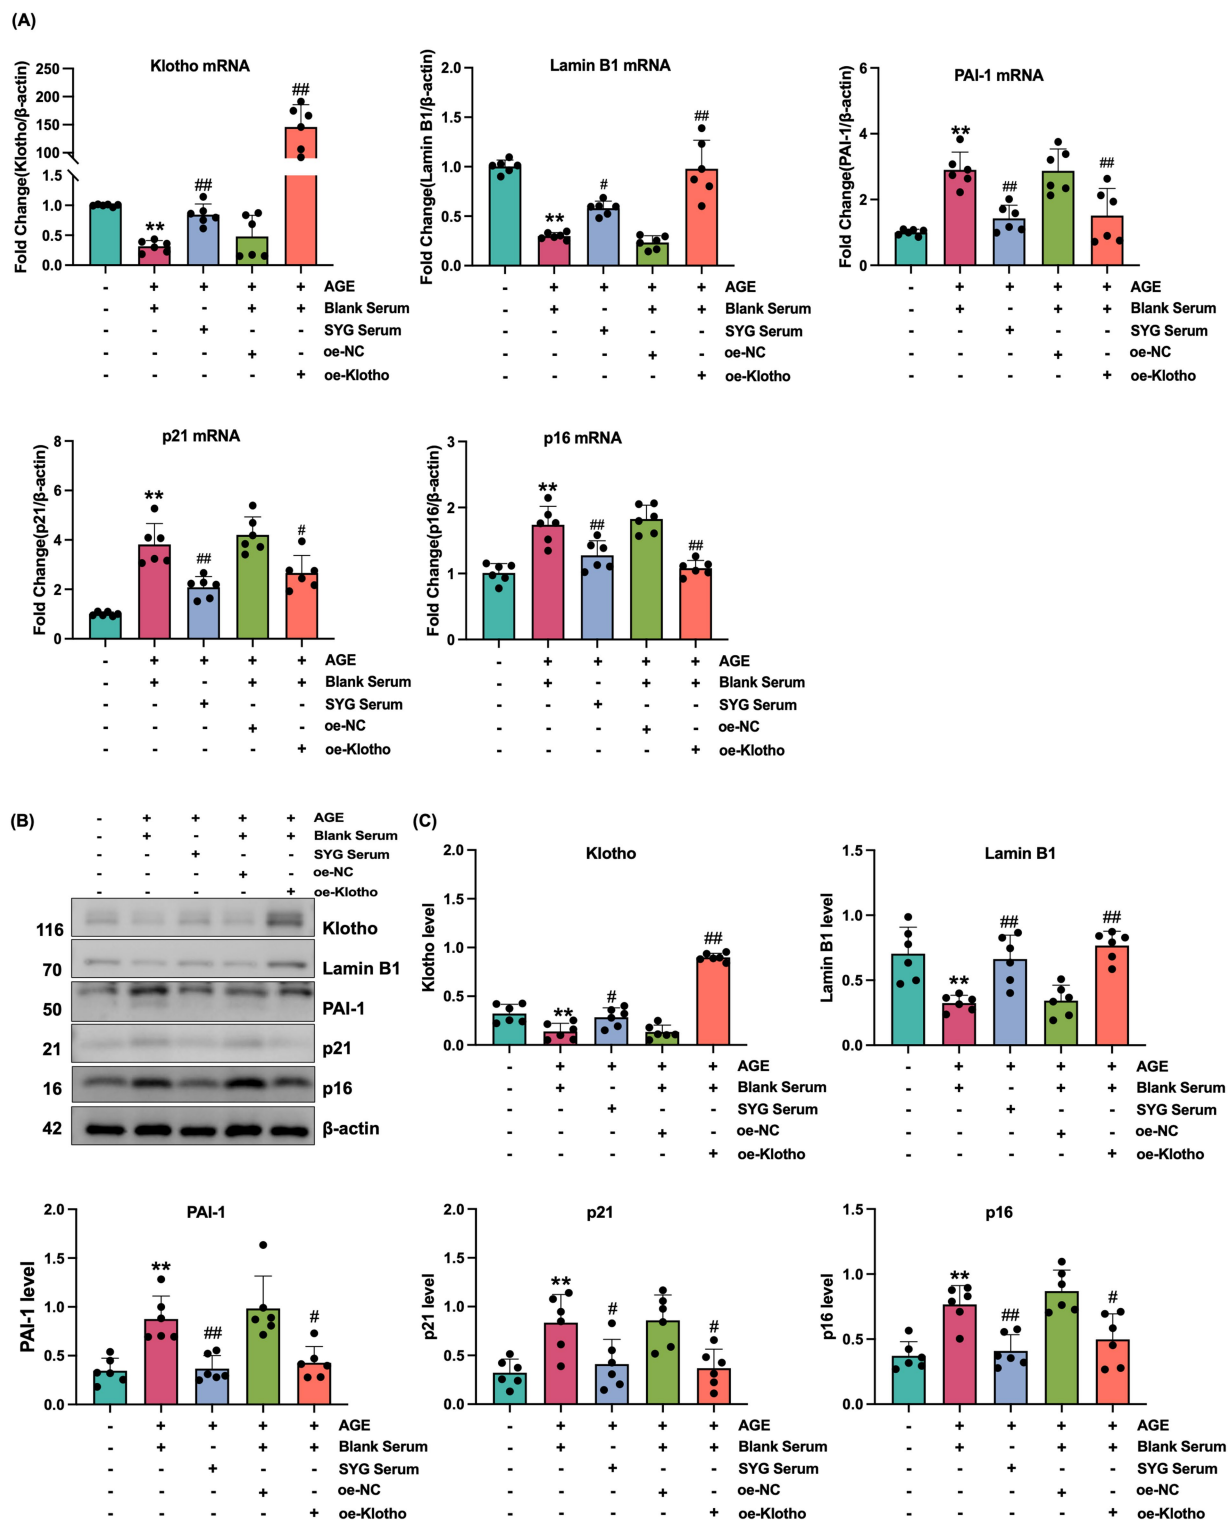 (A)
Klotho mRNA
Fold Change(Klotho/β-actin)
250
200
150
100
1.5
1.0
0.5
0.0
**
##
##
- + + + + AGE
- + - + + Blank Serum
- - + - - SYG Serum
- - - + - oe-NC
- - - - + oe-Klotho
Lamin B1 mRNA
Fold Change(Lamin B1/β-actin)
2.0
1.5
1.0
0.5
0.0
**
#
##
- + + + + AGE
- + - + + Blank Serum
- - + - - SYG Serum
- - - + - oe-NC
- - - - + oe-Klotho
PAI-1 mRNA
Fold Change(PAI-1/β-actin)
6
4
2
0
**
##
##
- + + + + AGE
- + - + + Blank Serum
- - + - - SYG Serum
- - - + - oe-NC
- - - - + oe-Klotho
p21 mRNA
Fold Change(p21/β-actin)
8
6
4
2
0
**
##
#
- + + + + AGE
- + - + + Blank Serum
- - + - - SYG Serum
- - - + - oe-NC
- - - - + oe-Klotho
p16 mRNA
Fold Change(p16/β-actin)
3
2
1
0
**
##
##
- + + + + AGE
- + - + + Blank Serum
- - + - - SYG Serum
- - - + - oe-NC
- - - - + oe-Klotho
(B)
- + + + + AGE
- + - + + Blank Serum
- - + - - SYG Serum
- - - + - oe-NC
- - - - + oe-Klotho
116 Klotho
70 Lamin B1
50 PAI-1
21 p21
16 p16
42 β-actin
(C)
Klotho
Klotho level
2.0
1.5
1.0
0.5
0.0
**
#
##
- + + + + AGE
- + - + + Blank Serum
- - + - - SYG Serum
- - - + - oe-NC
- - - - + oe-Klotho
Lamin B1
Lamin B1 level
1.5
1.0
0.5
0.0
**
##
##
- + + + + AGE
- + - + + Blank Serum
- - + - - SYG Serum
- - - + - oe-NC
- - - - + oe-Klotho
PAI-1
PAI-1 level
2.0
1.5
1.0
0.5
0.0
**
##
#
- + + + + AGE
- + - + + Blank Serum
- - + - - SYG Serum
- - - + - oe-NC
- - - - + oe-Klotho
p21
p21 level
2.0
1.5
1.0
0.5
0.0
**
#
#
- + + + + AGE
- + - + + Blank Serum
- - + - - SYG Serum
- - - + - oe-NC
- - - - + oe-Klotho
p16
p16 level
1.5
1.0
0.5
0.0
**
##
#
- + + + + AGE
- + - + + Blank Serum
- - + - - SYG Serum
- - - + - oe-NC
- - - - + oe-Klotho